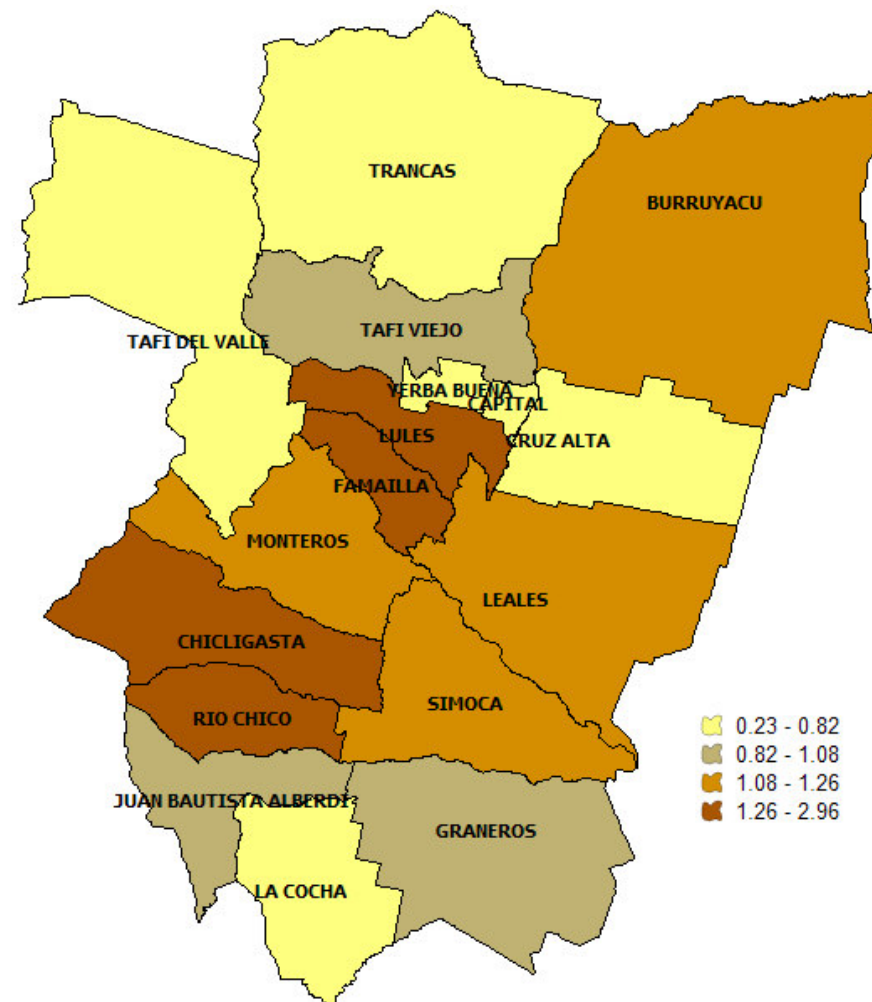 TRANCAS
BURRUYACU
TAFI VIEJO
TAFI DEL VALLE
YERBA BUENA
CAPITAL
LULES
CRUZ ALTA
FAMAILLA
MONTEROS
LEALES
CHICLIGASTA
SIMOCA
RIO CHICO
JUAN BAUTISTA ALBERDI
GRANEROS
LA COCHA
0.23 - 0.82
0.82 - 1.08
1.08 - 1.26
1.26 - 2.96